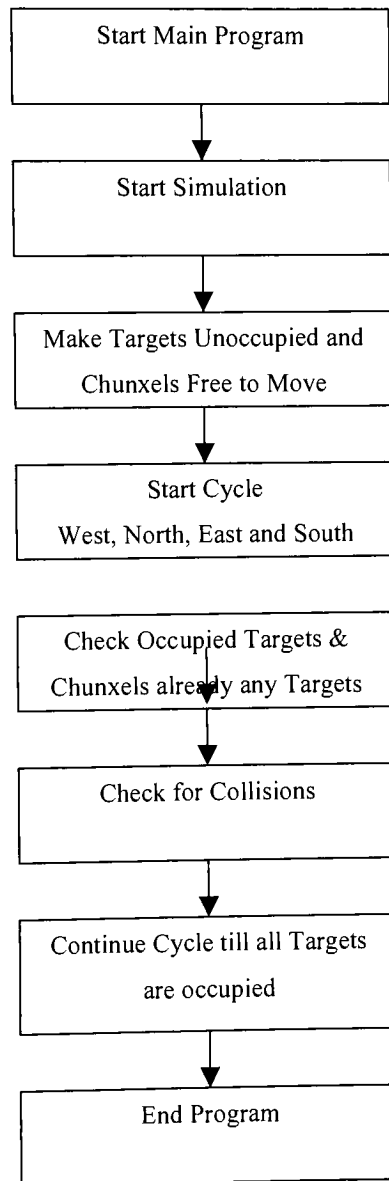 Start Main Program
Start Simulation
Make Targets Unoccupied and
Chunxels Free to Move
Start Cycle
West, North, East and South
Check Occupied Targets &
Chunxels already any Targets
Check for Collisions
Continue Cycle till all Targets
are occupied
End Program